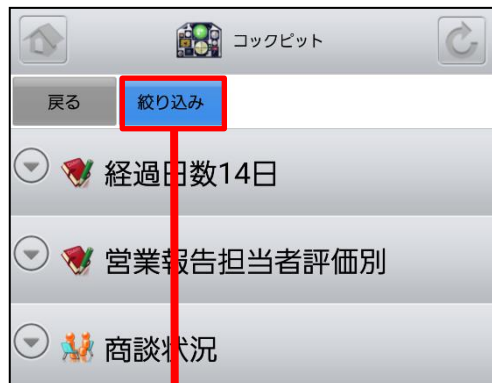 コックピット
戻る 絞り込み
経過日数14日
営業報告担当者評価別
商談状況